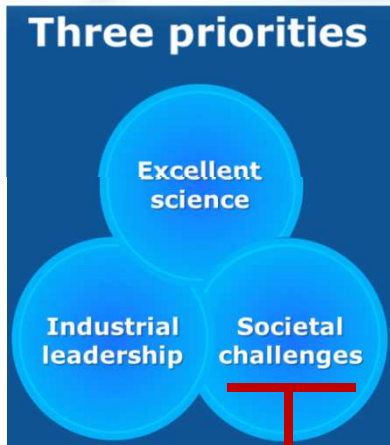 Three priorities
Excellent
science
Industrial
leadership
Societal
challenges